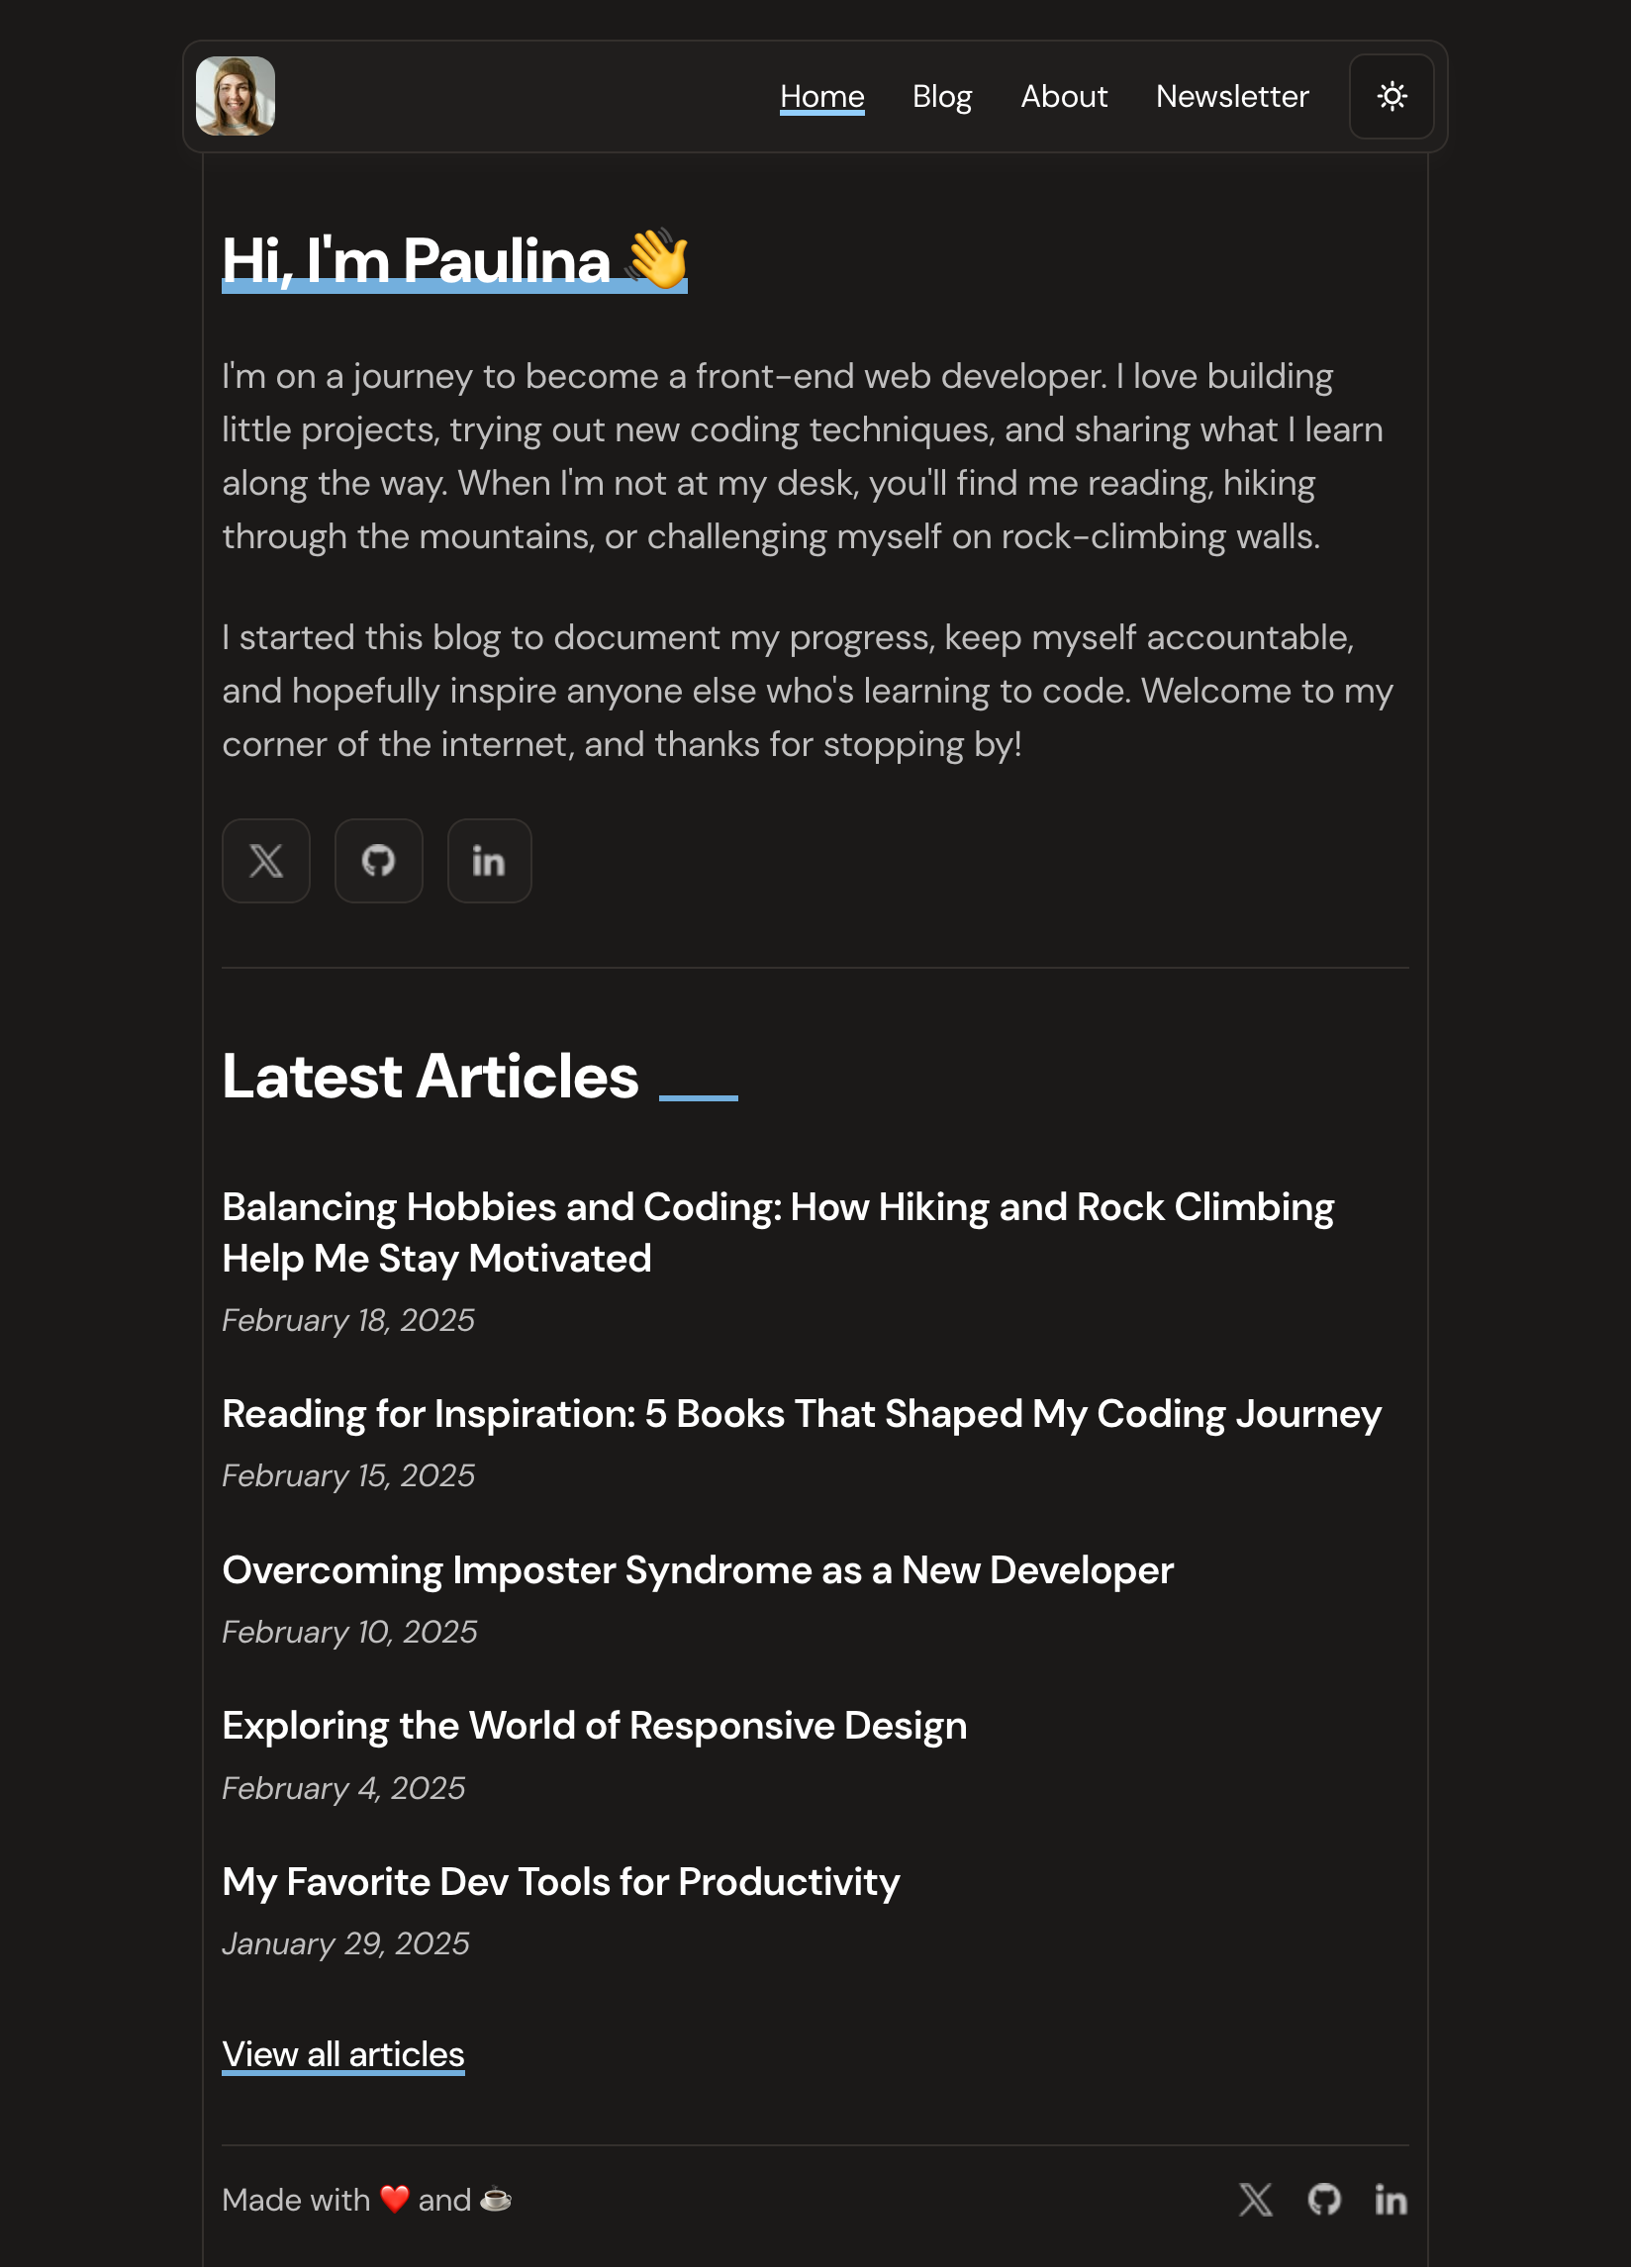 Home Blog About Newsletter
Hi, I'm Paulina 👋
I'm on a journey to become a front-end web developer. I love building
little projects, trying out new coding techniques, and sharing what I learn
along the way. When I'm not at my desk, you'll find me reading, hiking
through the mountains, or challenging myself on rock-climbing walls.
I started this blog to document my progress, keep myself accountable,
and hopefully inspire anyone else who's learning to code. Welcome to my
corner of the internet, and thanks for stopping by!
Latest Articles
Balancing Hobbies and Coding: How Hiking and Rock Climbing
Help Me Stay Motivated
February 18, 2025
Reading for Inspiration: 5 Books That Shaped My Coding Journey
February 15, 2025
Overcoming Imposter Syndrome as a New Developer
February 10, 2025
Exploring the World of Responsive Design
February 4, 2025
My Favorite Dev Tools for Productivity
January 29, 2025
View all articles
Made with ❤️ and ☕